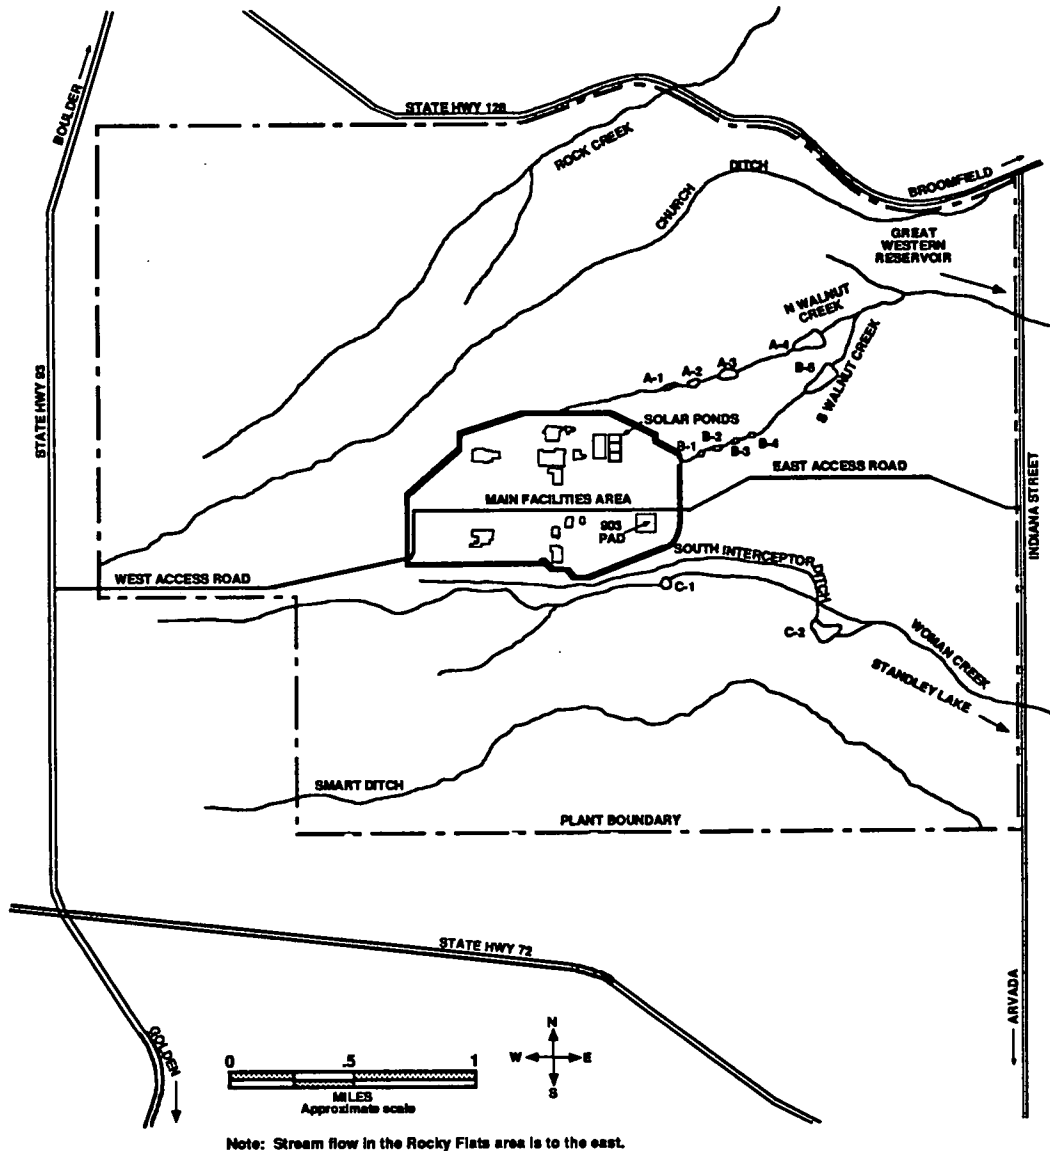 BOULDER
STATE HWY 128
ROCK CREEK
DITCH
CHURCH
BROOMFIELD
GREAT
WESTERN
RESERVOIR
N WALNUT
CREEK
A-4
A-3
A-2
A-1
B-5
S WALNUT CREEK
STATE HWY 93
SOLAR PONDS
B-1
B-2
B-3
B-4
EAST ACCESS ROAD
MAIN FACILITIES AREA
903
PAD
INDIANA STREET
SOUTH INTERCEPTOR
DITCH
WEST ACCESS ROAD
C-1
C-2
WOMAN CREEK
STANDLEY LAKE
SMART DITCH
PLANT BOUNDARY
STATE HWY 72
ARVADA
GOLDEN
N
W E
S
0 .5 1
MILES
Approximate scale
Note: Stream flow in the Rocky Flats area is to the east.